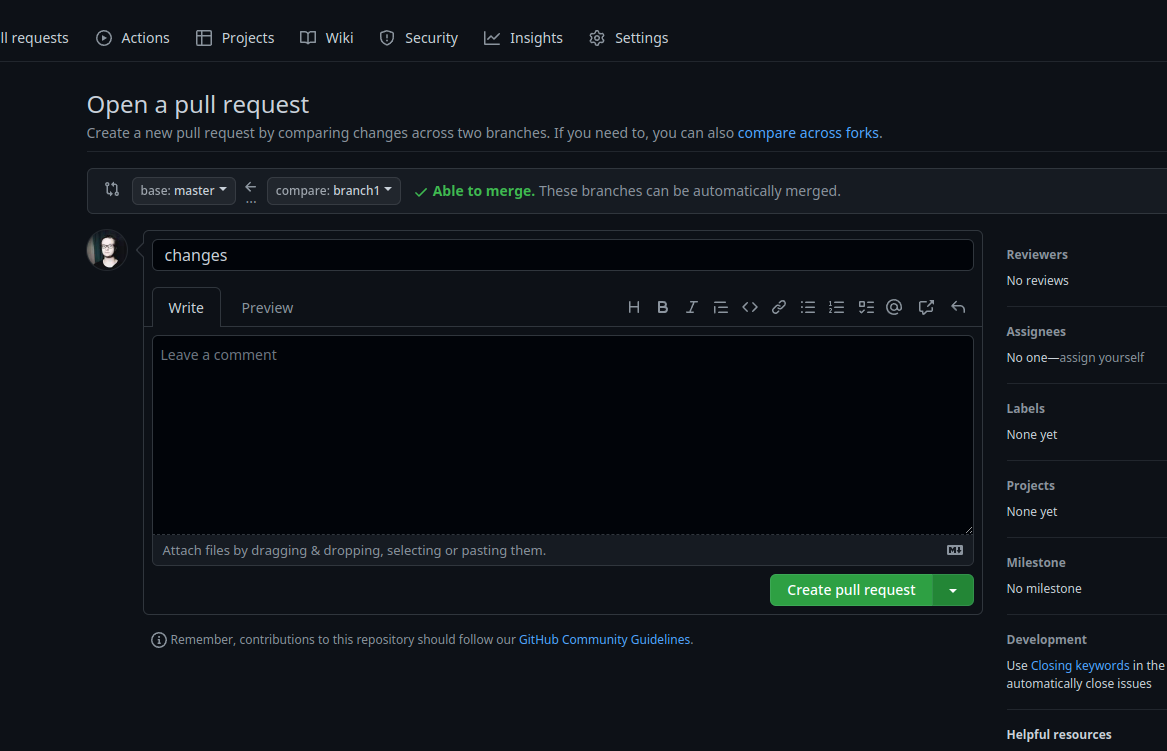 ll requests Actions Projects Wiki Security Insights Settings
Open a pull request
Create a new pull request by comparing changes across two branches. If you need to, you can also compare across forks.
base: master ... compare: branch1 Able to merge. These branches can be automatically merged.
changes
Write Preview
Leave a comment
Attach files by dragging & dropping, selecting or pasting them.
Create pull request
Remember, contributions to this repository should follow our GitHub Community Guidelines.
Reviewers
No reviews
Assignees
No one—assign yourself
Labels
None yet
Projects
None yet
Milestone
No milestone
Development
Use Closing keywords in the
automatically close issues
Helpful resources